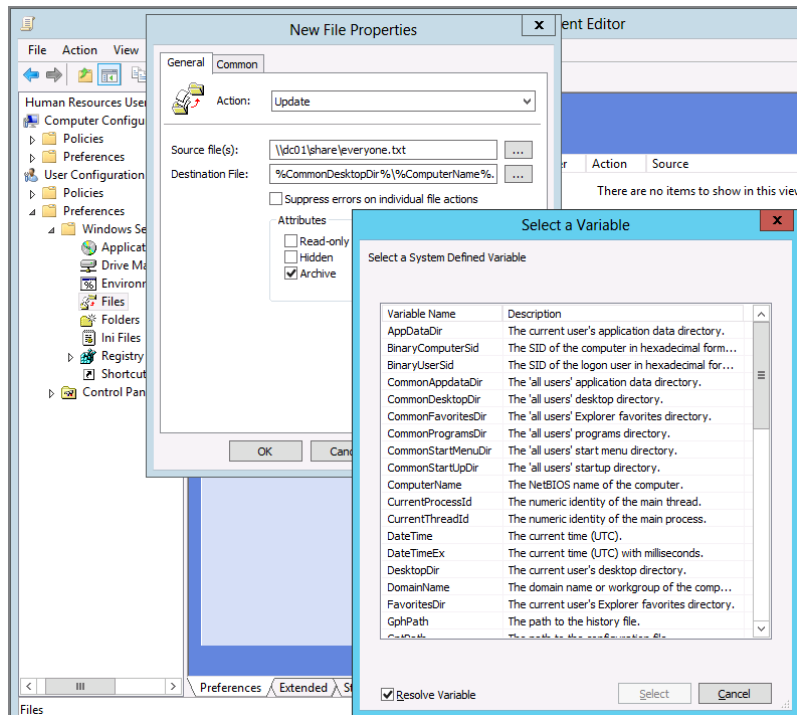 ent Editor
File Action View
Human Resources User
Computer Configu
Policies
Preferences
User Configuration
Policies
Preferences
Windows Se
Applicat
Drive Ma
Environr
Files
Folders
Ini Files
Registry
Shortcut
Control Pan
Action Source
There are no items to show in this view
Preferences Extended St
Files
New File Properties
General Common
Action: Update
Source file(s): \\dc01\share\everyone.txt ...
Destination File: %CommonDesktopDir%\%ComputerName%. ...
Suppress errors on individual file actions
Attributes
Read-only
Hidden
Archive
OK Canc
Select a Variable
Select a System Defined Variable
Variable Name Description
AppDataDir The current user's application data directory.
BinaryComputerSid The SID of the computer in hexadecimal form...
BinaryUserSid The SID of the logon user in hexadecimal for...
CommonAppdataDir The 'all users' application data directory.
CommonDesktopDir The 'all users' desktop directory.
CommonFavoritesDir The 'all users' Explorer favorites directory.
CommonProgramsDir The 'all users' programs directory.
CommonStartMenuDir The 'all users' start menu directory.
CommonStartUpDir The 'all users' startup directory.
ComputerName The NetBIOS name of the computer.
CurrentProcessId The numeric identity of the main thread.
CurrentThreadId The numeric identity of the main process.
DateTime The current time (UTC).
DateTimeEx The current time (UTC) with milliseconds.
DesktopDir The current user's desktop directory.
DomainName The domain name or workgroup of the comp...
FavoritesDir The current user's Explorer favorites directory.
GphPath The path to the history file.
Resolve Variable Select Cancel